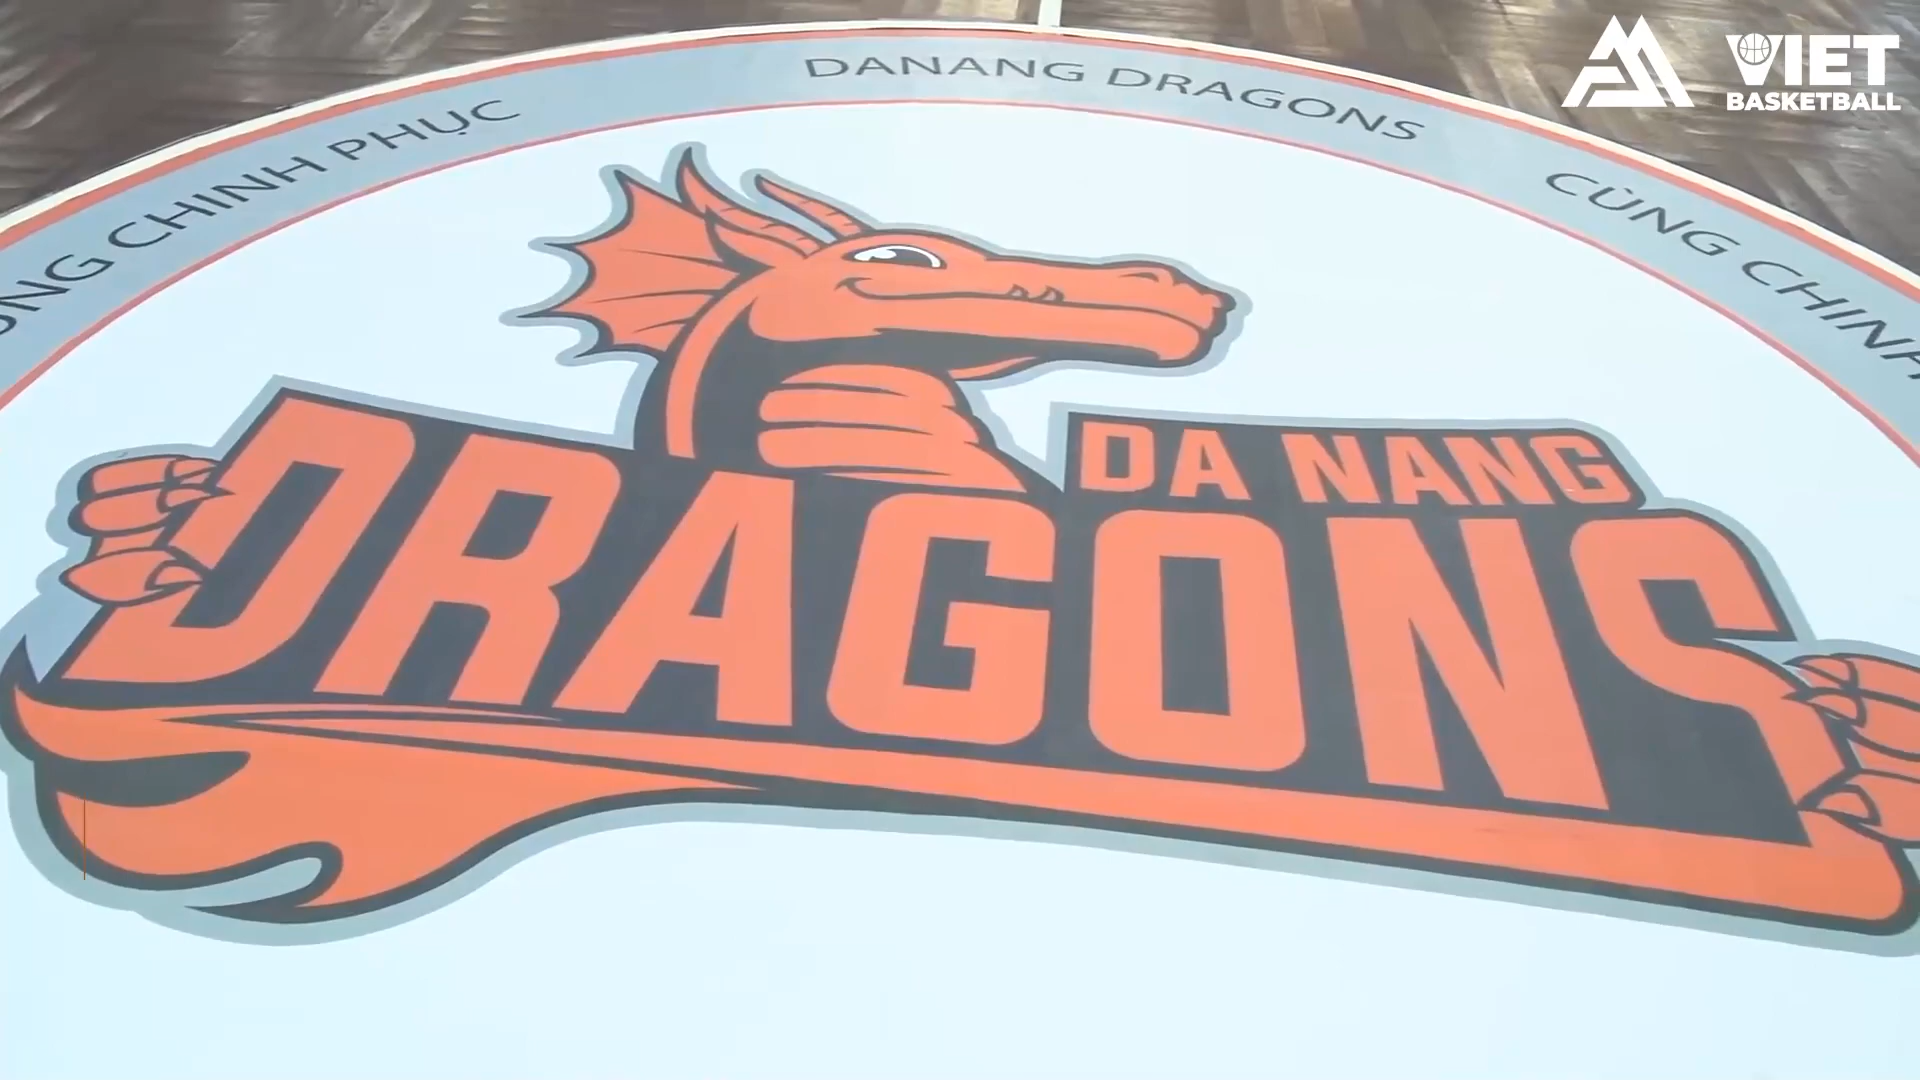 VIET
BASKETBALL
CHINH PHỤC
DANANG DRAGONS
CÙNG
DA NANG
DRAGONS